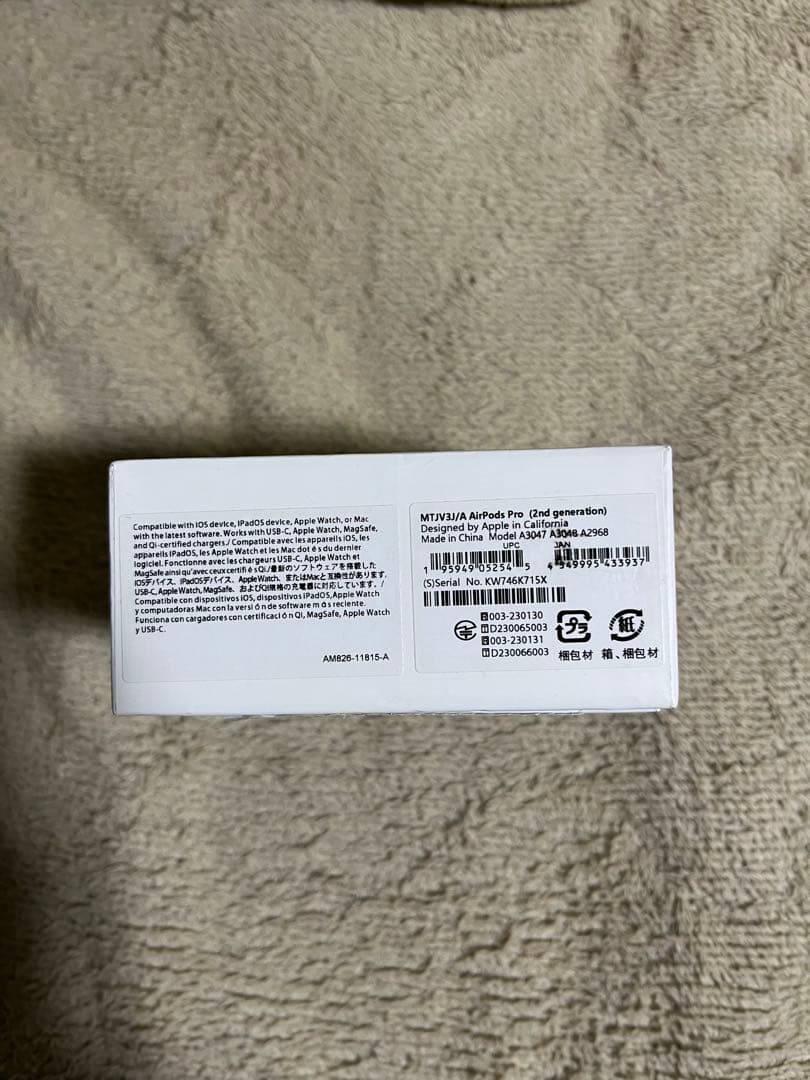 Compatible with iOS device, iPadOS device, Apple Watch, or Mac
with the latest software. Works with USB-C, Apple Watch, MagSafe,
and Qi-certified chargers./ Compatible avec les appareils iOS, les
appareils iPadOS, les Apple Watch et les Mac dot é s du dernier
logiciel. Fonctionne avec les chargeurs USB-C, Apple Watch et
MagSafe ainsi qu'avec ceux certifi é s Qi./最新のソフトウェアを搭載した
iOSデバイス、iPadOSデバイス、Apple Watch、またはMacと互換性があります。
USB-C, Apple Watch, MagSafe、およびQi規格の充電器に対応しています。/
Compatible con dispositivos iOS, dispositivos iPadOS, Apple Watch
y computadoras Mac con la versi ó n de software m á s reciente.
Funciona con cargadores con certificaci ó n Qi, MagSafe, Apple Watch
y USB-C.
AM826-11815-A
MTJV3J/A AirPods Pro (2nd generation)
Designed by Apple in California
Made in China Model A3047 A3048 A2968
UPC JAN
1 95949 05254 5 4 549995 433937
(S)Serial No. KW746K715X
R 003-230130
T D230065003
R 003-230131
T D230066003
プラ 紙
梱包材 箱、梱包材